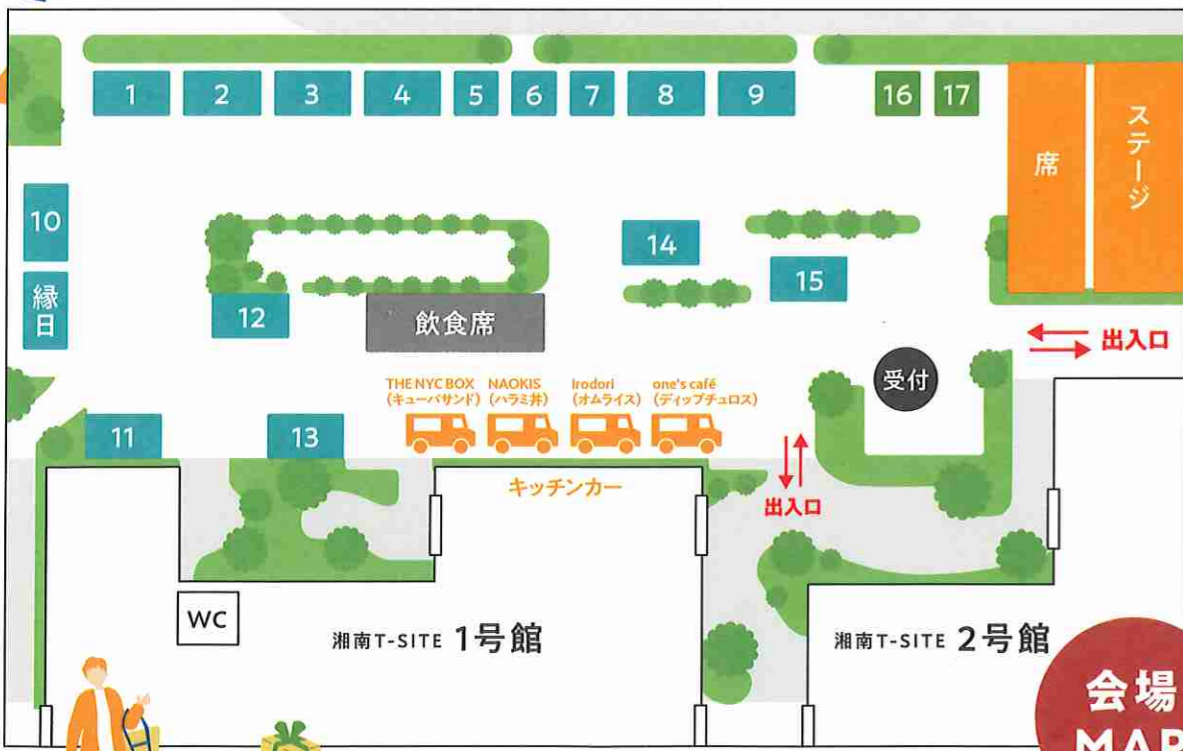 1
2
3
4
5
6
7
8
9
16
17
席
ステージ
10
縁日
14
15
12
飲食席
出入口
受付
THE NYC BOX
(キューバサンド)
NAOKIS
(ハラミ丼)
Irodori
(オムライス)
one's café
(ディップチュロス)
11
13
キッチンカー
出入口
WC
湘南T-SITE 1号館
湘南T-SITE 2号館
会場
MAP